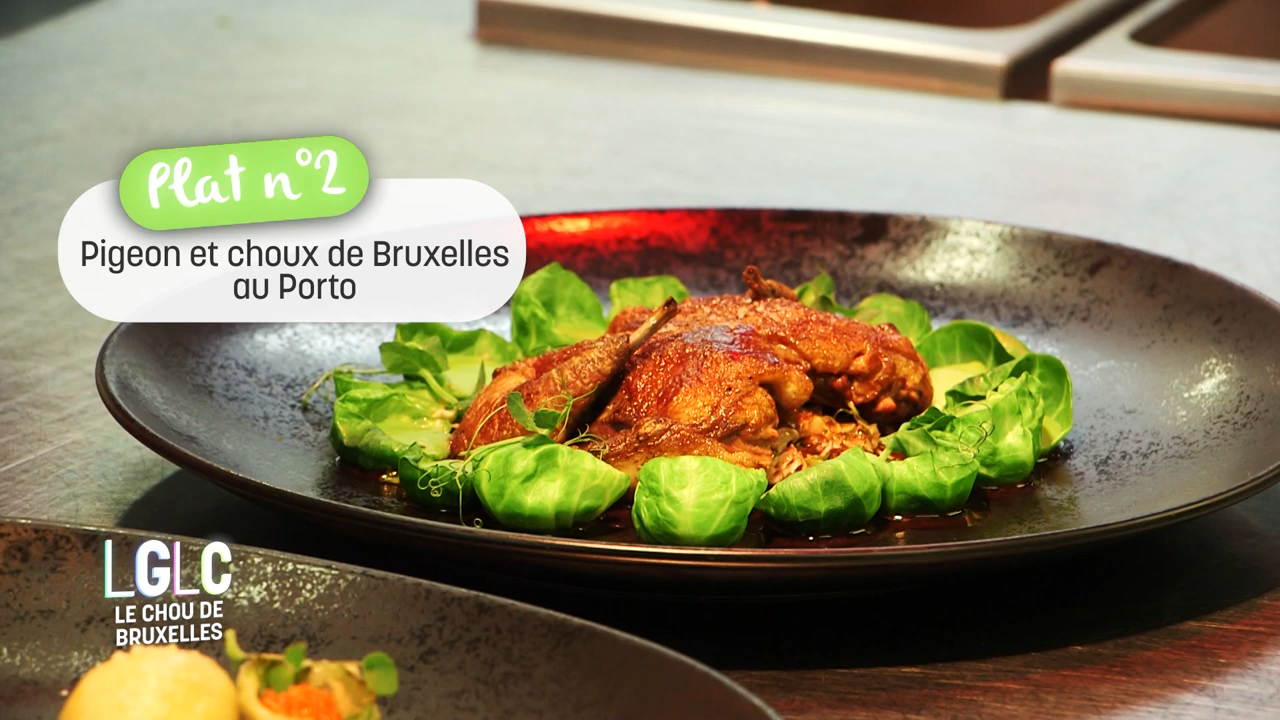 Plat n°2
Pigeon et choux de Bruxelles
au Porto
LGLC
LE CHOU DE
BRUXELLES